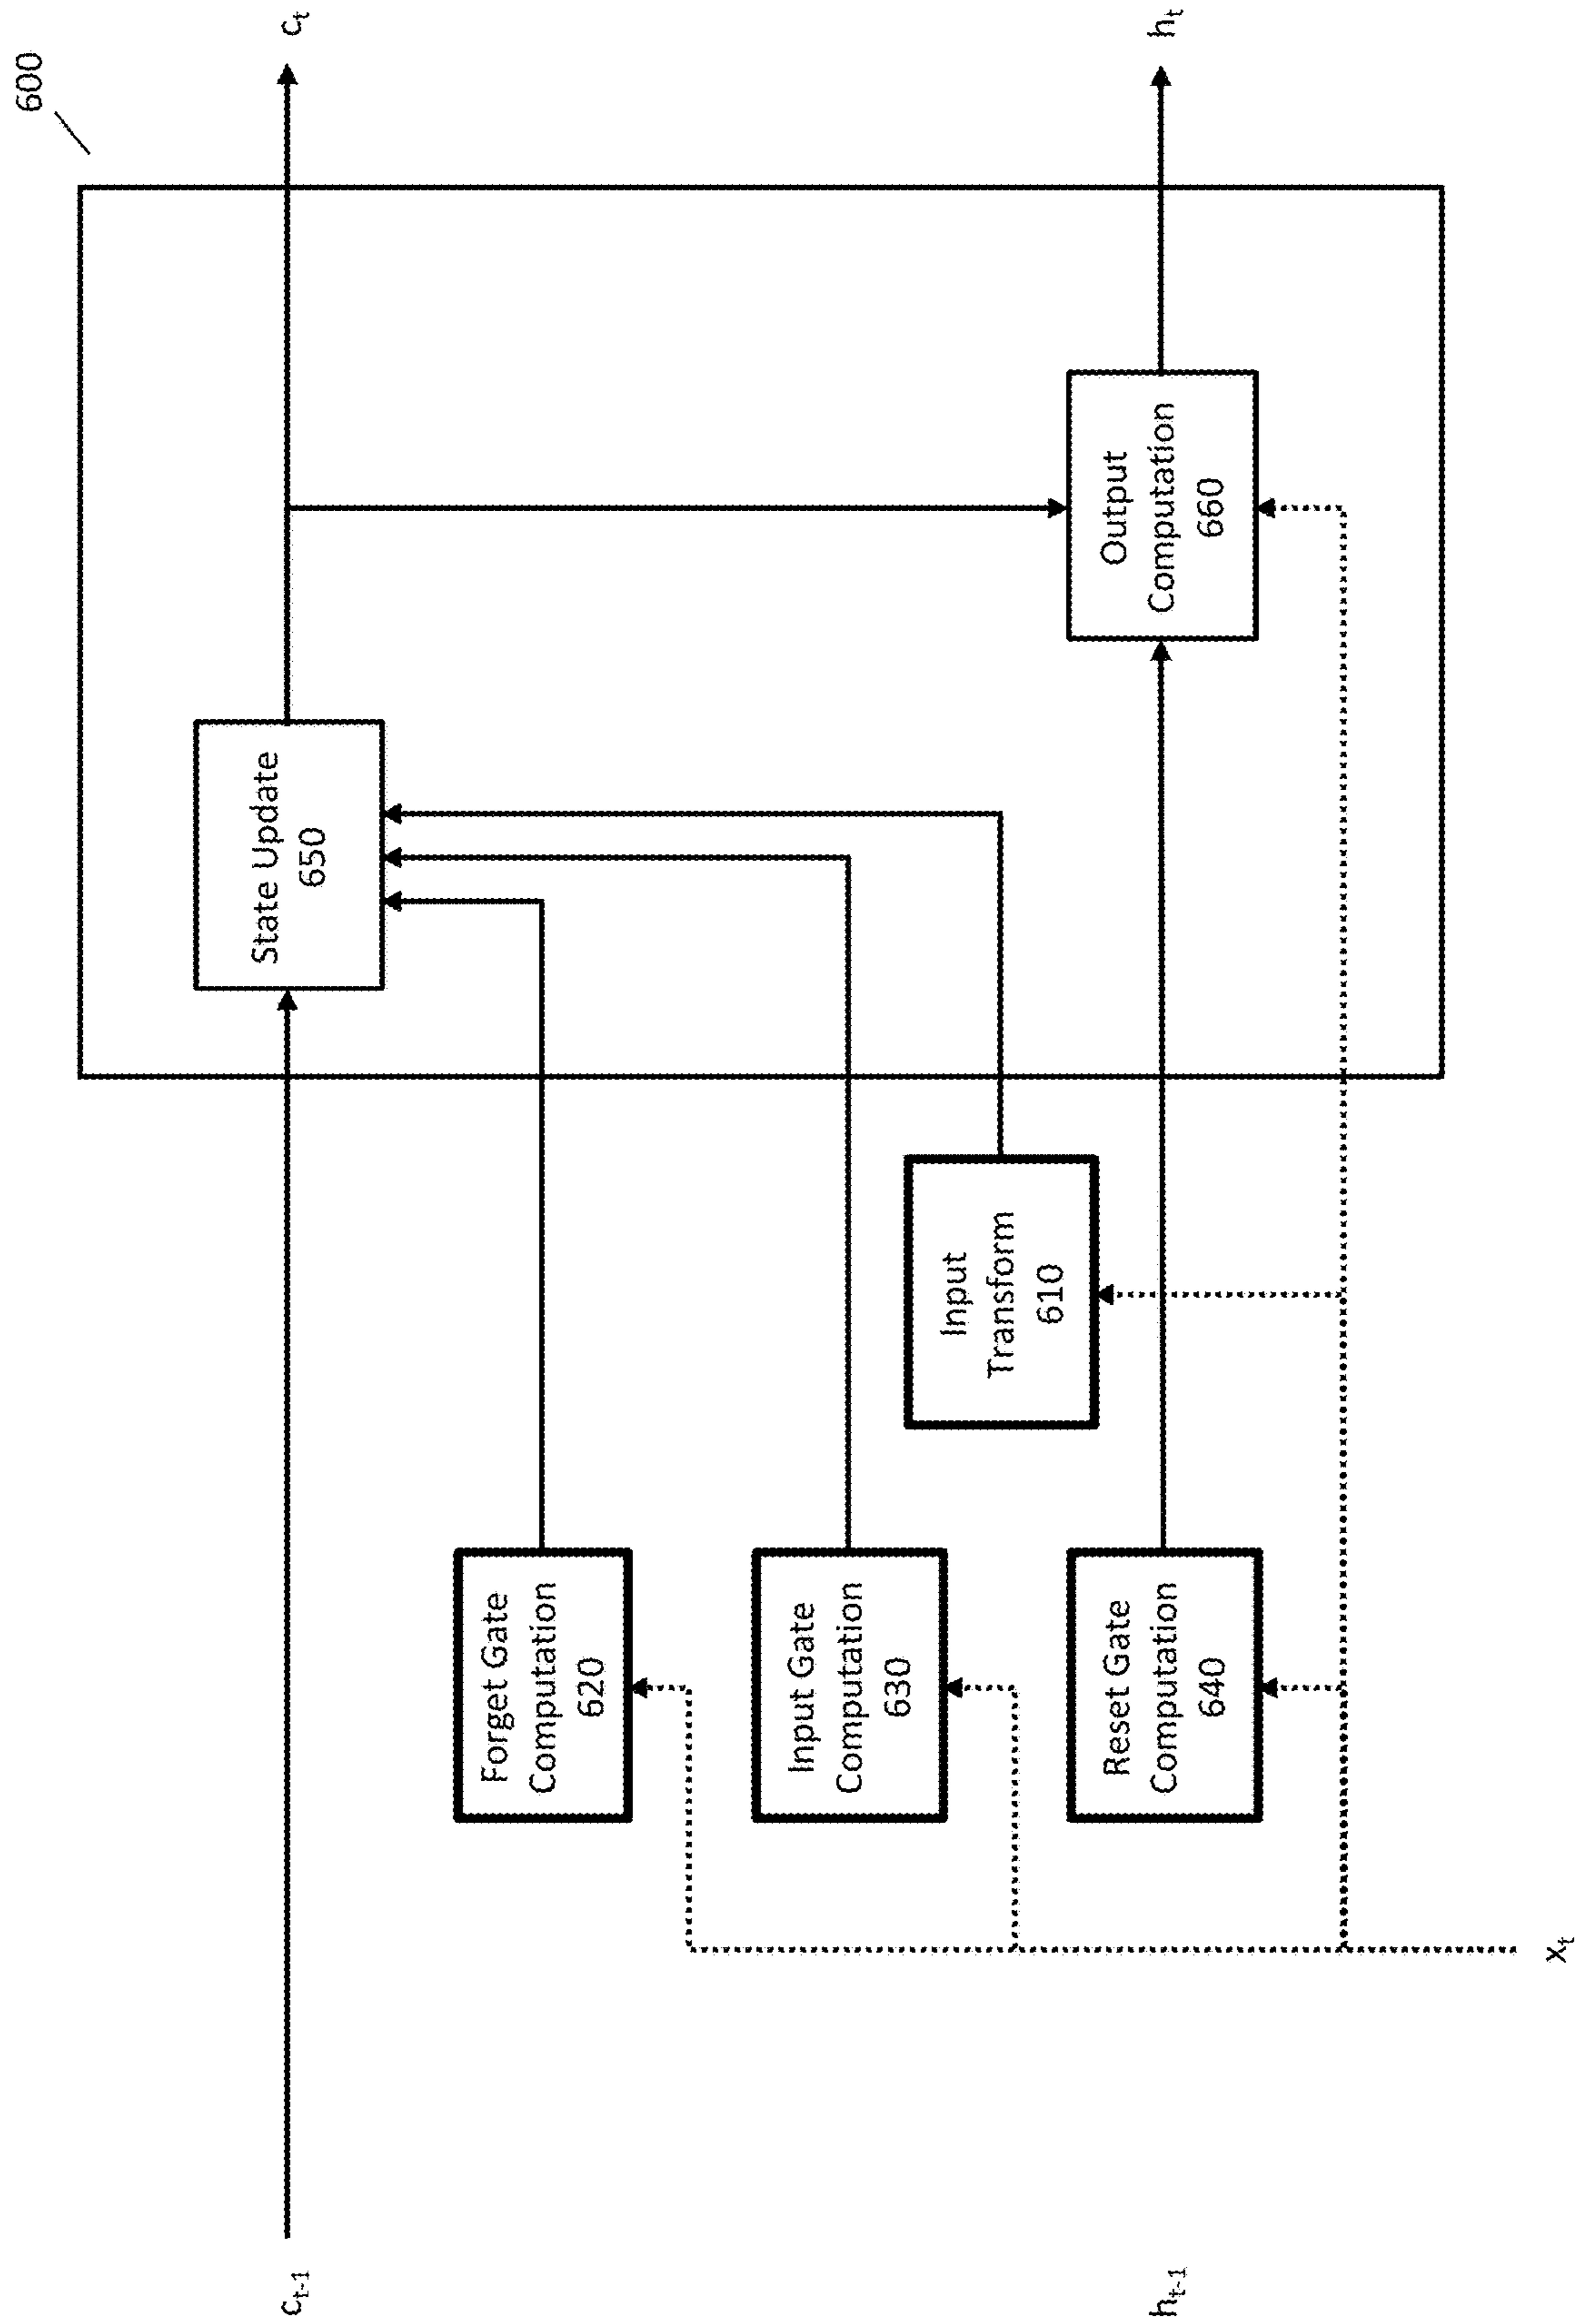 600
c_t-1
c_t
State Update
650
Forget Gate
Computation
620
Input Gate
Computation
630
Input
Transform
610
Reset Gate
Computation
640
Output
Computation
660
h_t-1
h_t
x_t